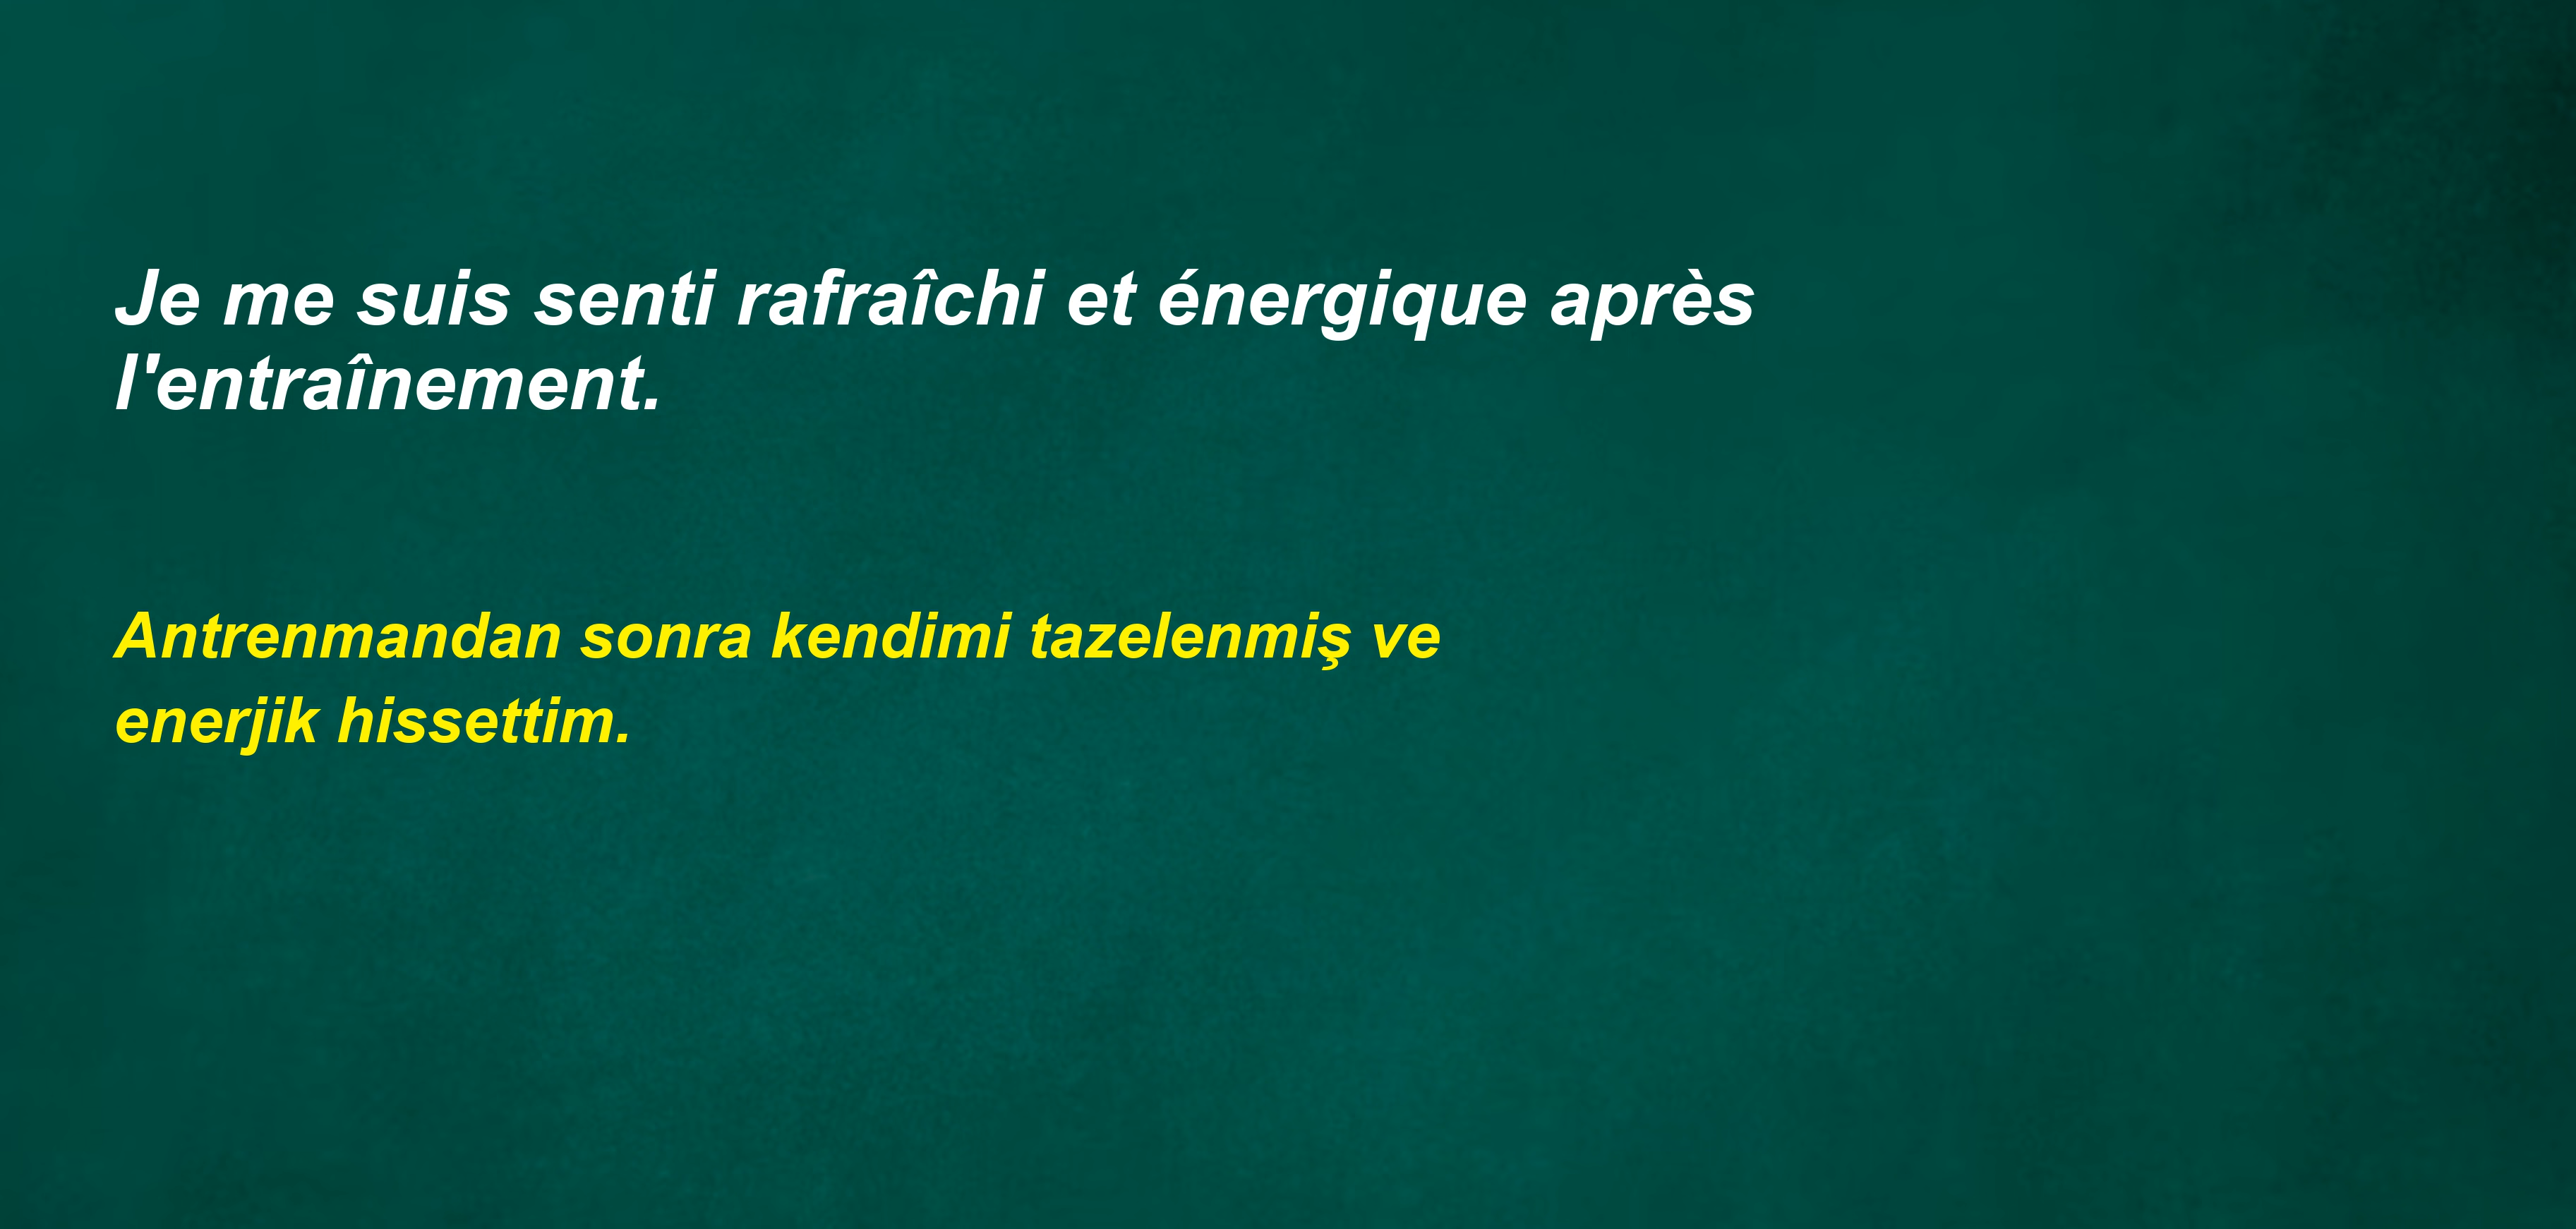 Je me suis senti rafraîchi et énergique après
l'entraînement.
Antrenmandan sonra kendimi tazelenmiş ve
enerjik hissettim.